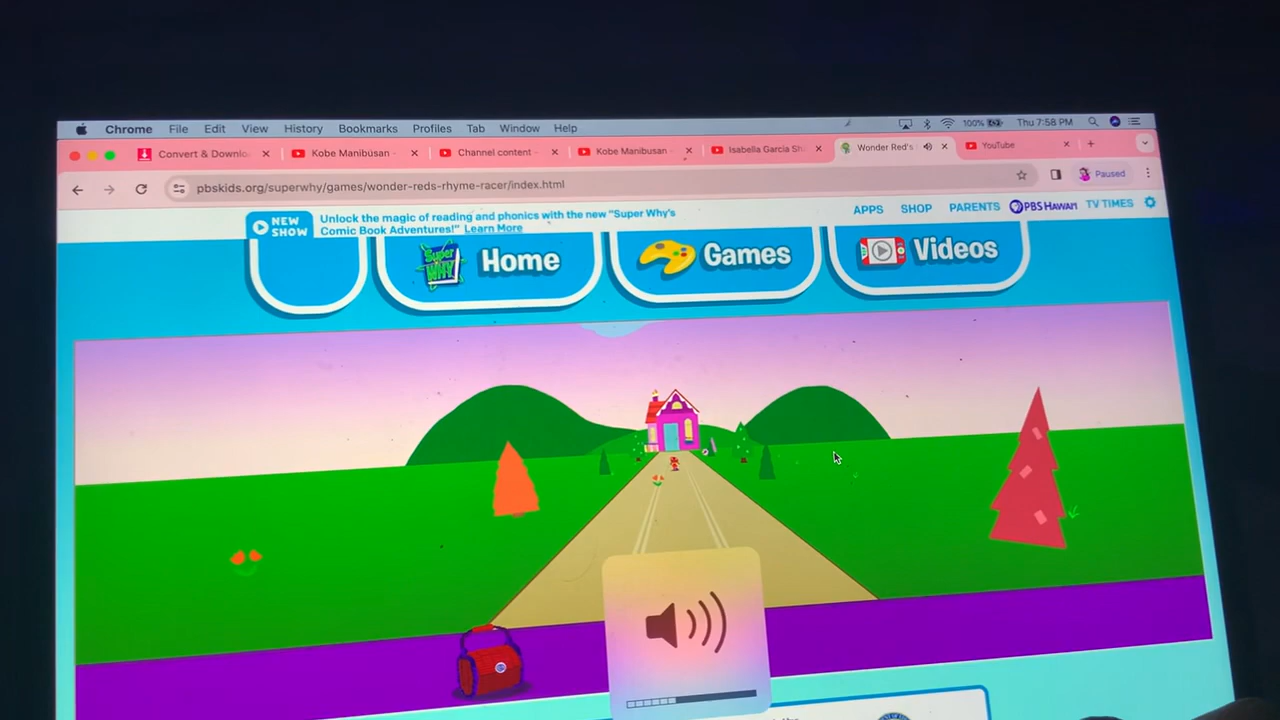 Chrome File Edit View History Bookmarks Profiles Tab Window Help 100% Thu 7:58 PM
Convert & Downlo Kobe Manibusan - Channel content - Kobe Manibusan Isabella Garcia Sh Wonder Red's YouTube
pbskids.org/superwhy/games/wonder-reds-rhyme-racer/index.html Paused
NEW SHOW
Unlock the magic of reading and phonics with the new "Super Why's
Comic Book Adventures!" Learn More
APPS SHOP PARENTS PBS HAWAI'I TV TIMES
Super WHY! Home Games Videos